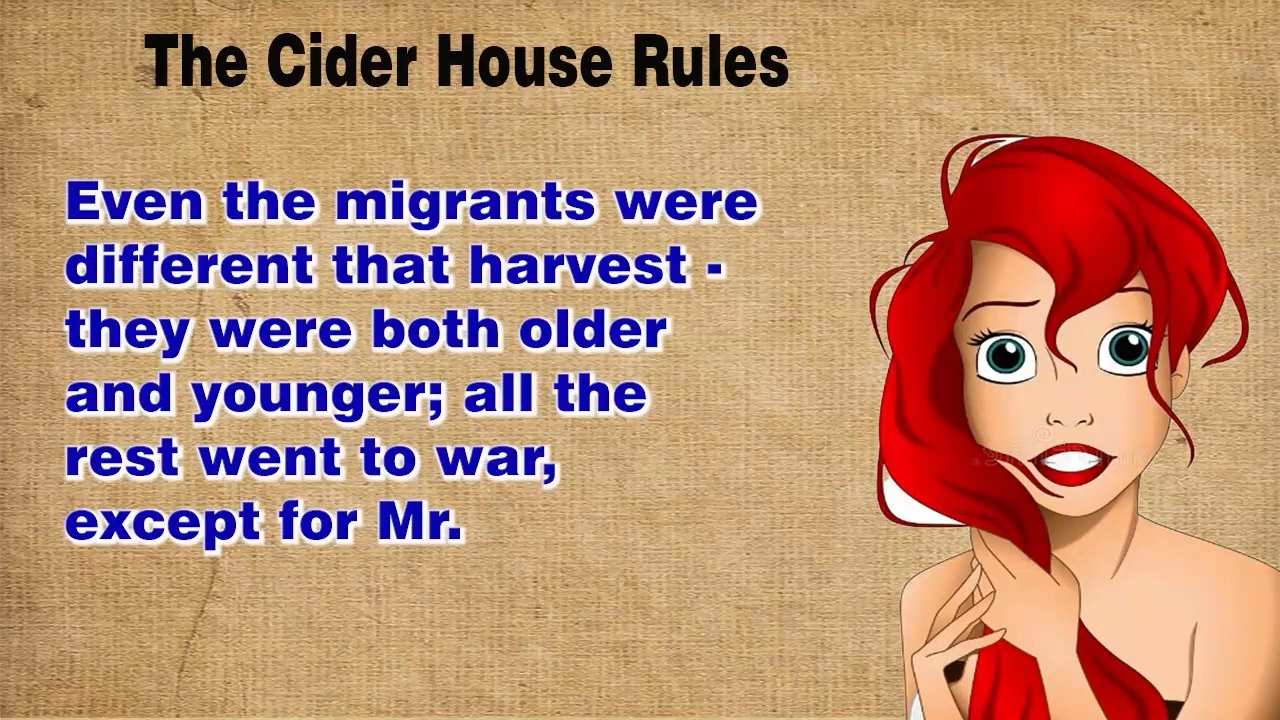 The Cider House Rules
Even the migrants were
different that harvest -
they were both older
and younger; all the
rest went to war,
except for Mr.